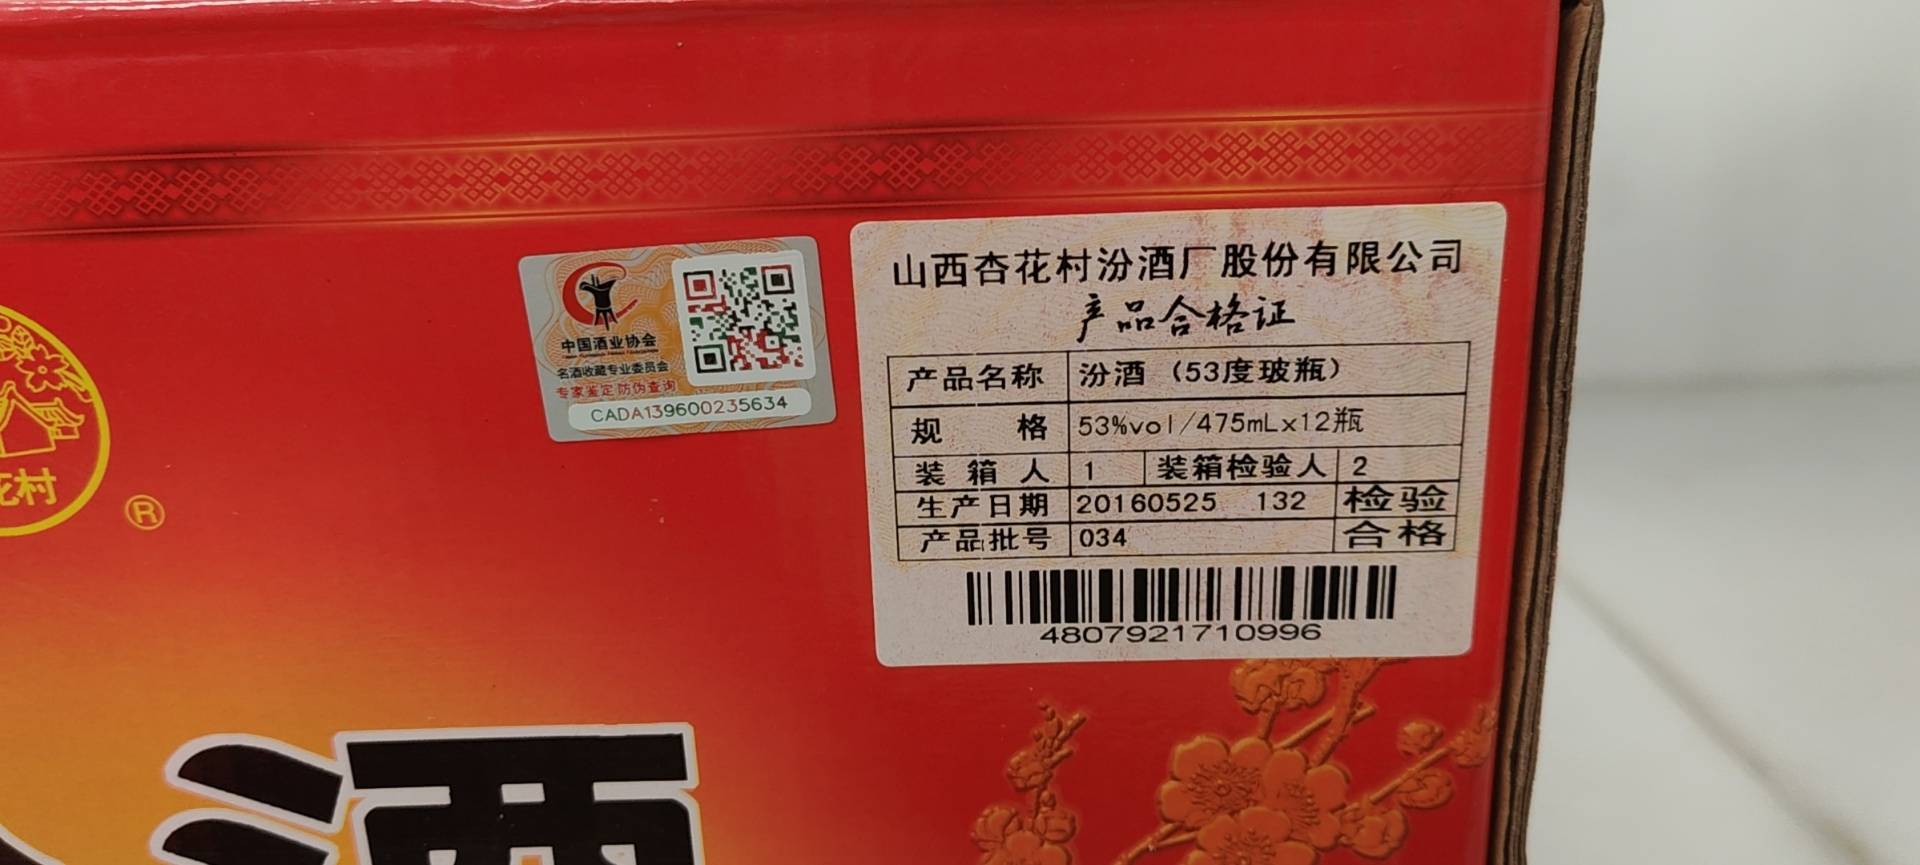 花村
®
中国酒业协会
名酒收藏专业委员会
专家鉴定 防伪查询
CADA139600235634
山西杏花村汾酒厂股份有限公司
产品合格证
产品名称 汾酒（53度玻瓶）
规 格 53%vol/475mLx12瓶
装箱人 1 装箱检验人 2
生产日期 20160525 132 检验
产品批号 034 合格
4807921710996
酒